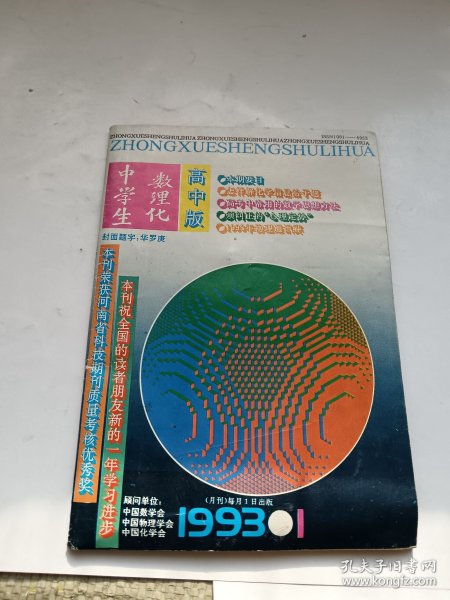 ZHONGXUESHENGSHULIHUA
中学生
数理化
高中版
封面题字:华罗庚
本期要目
本刊荣获河南省科技期刊质量考核优秀奖
本刊祝全国的读者朋友新的一年学习进步
顾问单位:
中国数学会
中国物理学会
中国化学会
(月刊)每月1日出版
1993 1
孔夫子旧书网
www.kongfz.com